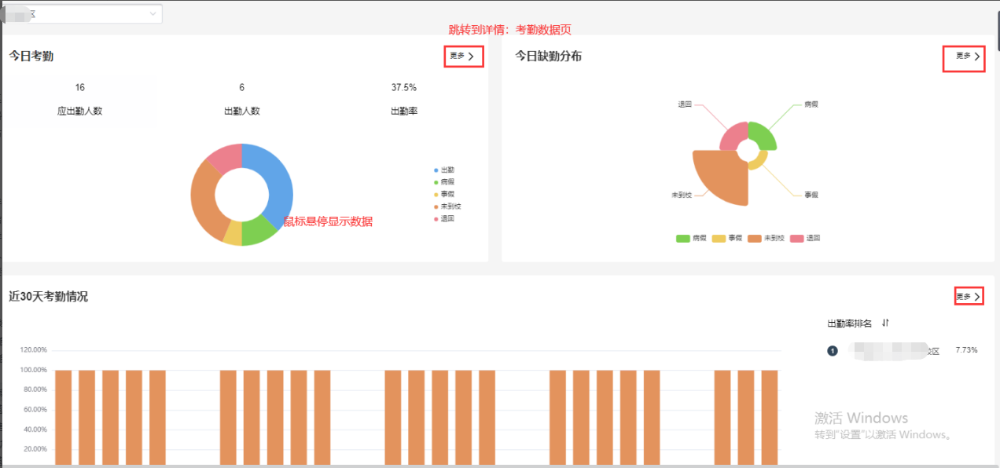 区
跳转到详情：考勤数据页
今日考勤
更多
今日缺勤分布
更多
16
6
37.5%
应出勤人数
出勤人数
出勤率
出勤
病假
事假
未到校
退回
鼠标悬停显示数据
退回
病假
未到校
事假
病假 事假 未到校 退回
近30天考勤情况
更多
出勤率排名
1 校区 7.73%
120.00%
100.00%
80.00%
60.00%
40.00%
20.00%
激活 Windows
转到"设置"以激活 Windows。